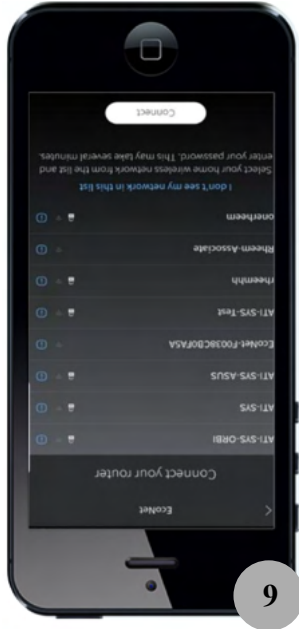 EcoNet
Connect your router
ATI-SYS-ORBI
ATI-SYS
ATI-SYS-ASUS
EcoNet-F0038CB0FA5A
ATI-SYS-Test
rheemhh
Rheem-Associate
onerheem
I don't see my network in this list
Select your home wireless network from the list and
enter your password. This may take several minutes.
Connect
9